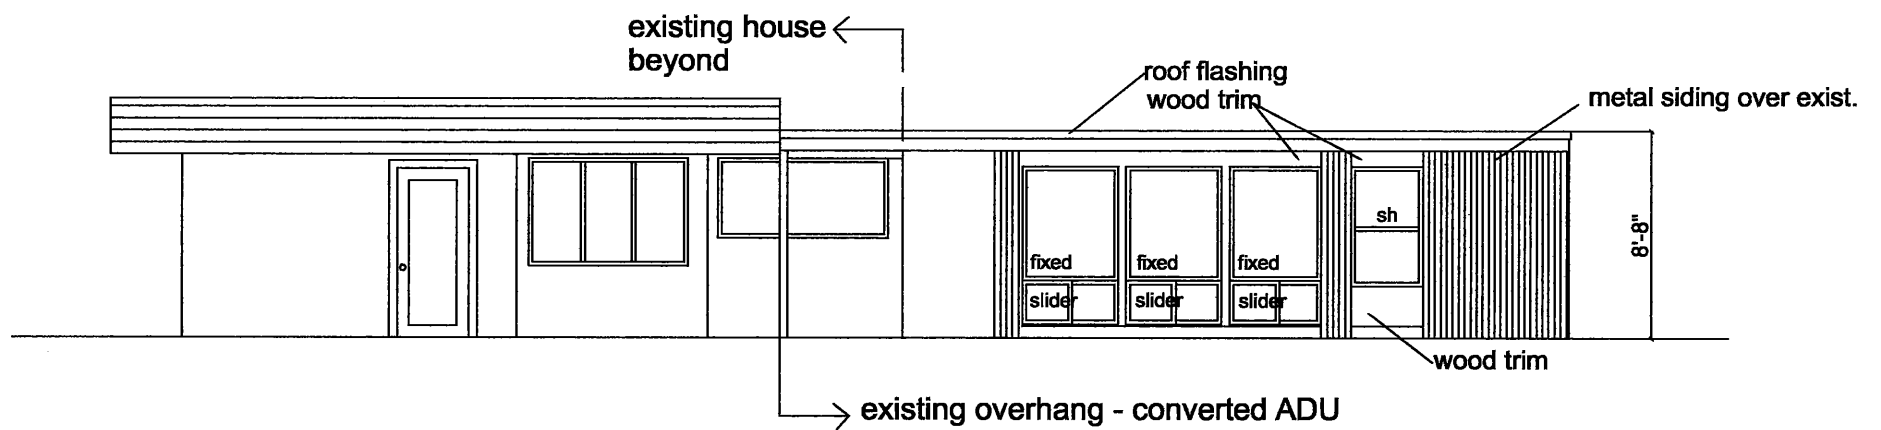 existing house
beyond
roof flashing
wood trim
metal siding over exist.
sh
8'-8"
fixed
fixed
fixed
slider
slider
slider
wood trim
existing overhang - converted ADU